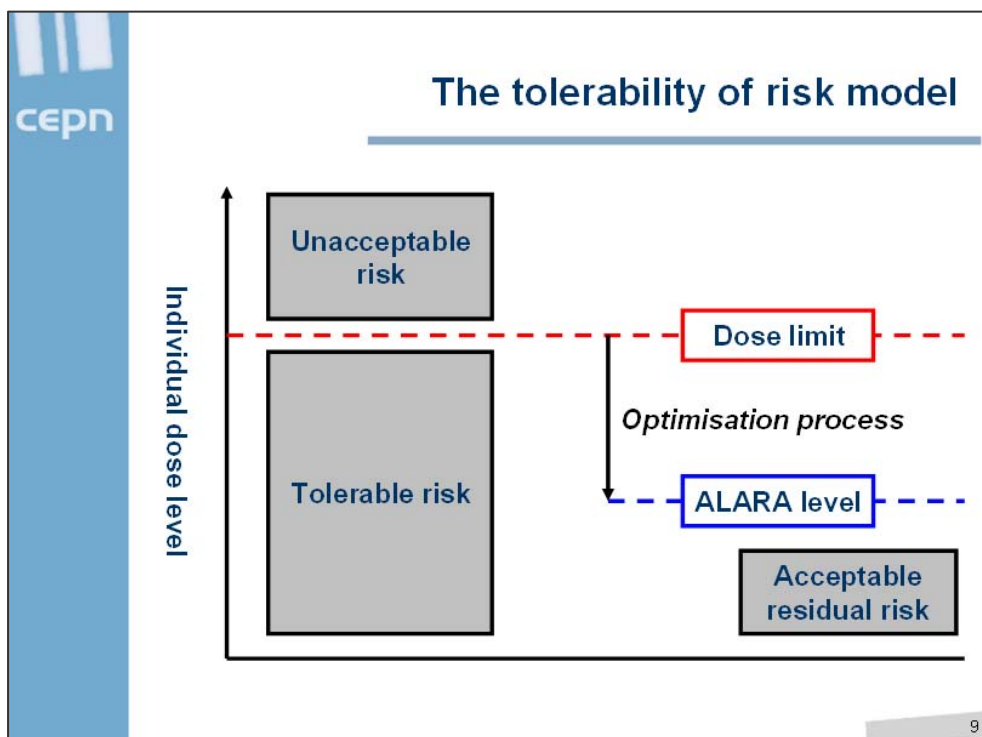 cepn
The tolerability of risk model
Individual dose level
Unacceptable
risk
Dose limit
Optimisation process
Tolerable risk
ALARA level
Acceptable
residual risk
9